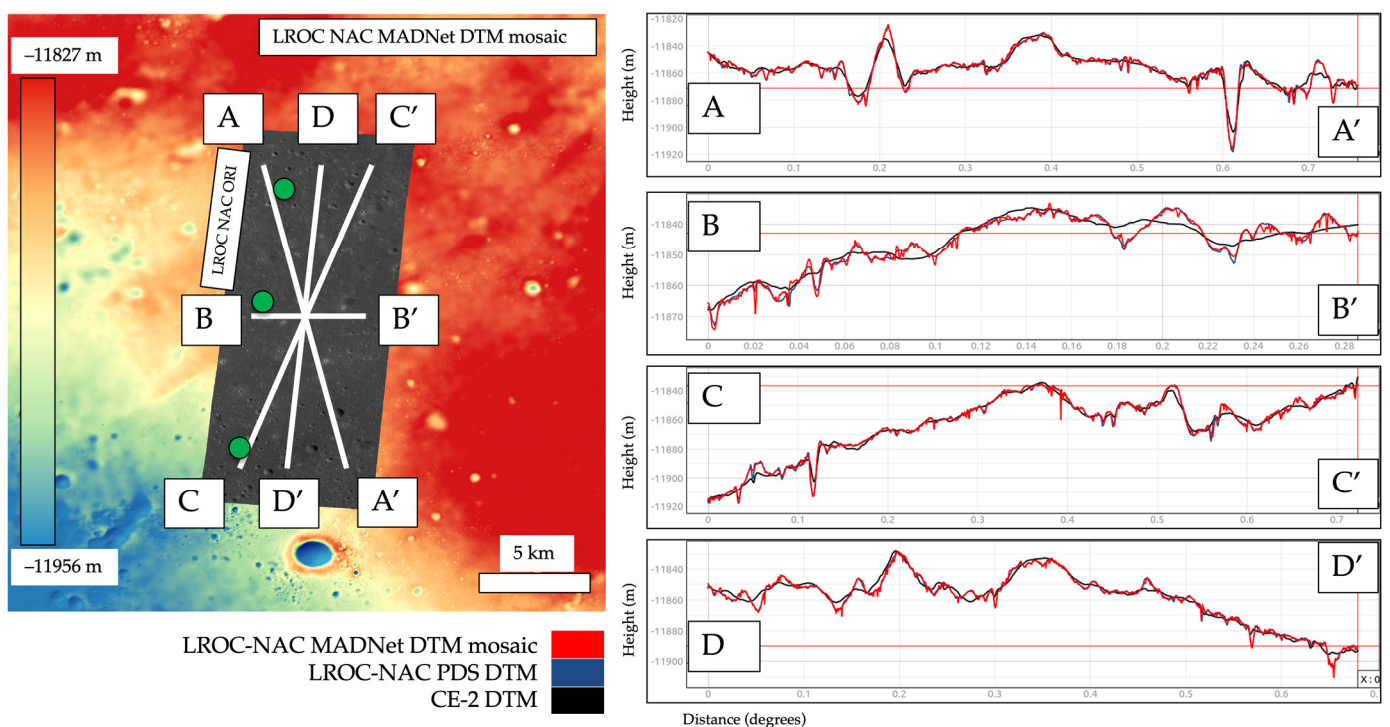 LROC NAC MADNet DTM mosaic
−11827 m
A
D
C′
LROC NAC ORI
B
B′
C
D′
A′
−11956 m
5 km
LROC-NAC MADNet DTM mosaic
LROC-NAC PDS DTM
CE-2 DTM
Height (m)
-11820
-11840
-11860
-11880
-11900
-11920
A
A′
0 0.1 0.2 0.3 0.4 0.5 0.6 0.7
Height (m)
-11840
-11850
-11860
-11870
B
B′
0 0.02 0.04 0.06 0.08 0.1 0.12 0.14 0.16 0.18 0.2 0.22 0.24 0.26 0.28
Height (m)
-11840
-11860
-11880
-11900
-11920
C
C′
0 0.1 0.2 0.3 0.4 0.5 0.6 0.7
Height (m)
-11840
-11860
-11880
-11900
D
D′
X: 0
0 0.1 0.2 0.3 0.4 0.5 0.6
Distance (degrees)